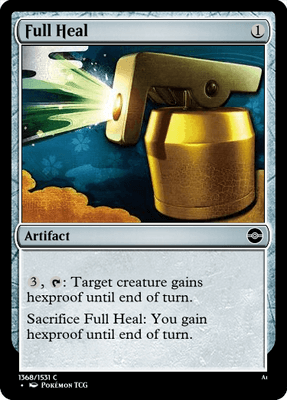 Full Heal 1
Artifact
3, T: Target creature gains
hexproof until end of turn.
Sacrifice Full Heal: You gain
hexproof until end of turn.
1368/1531 C
Pokémon TCG